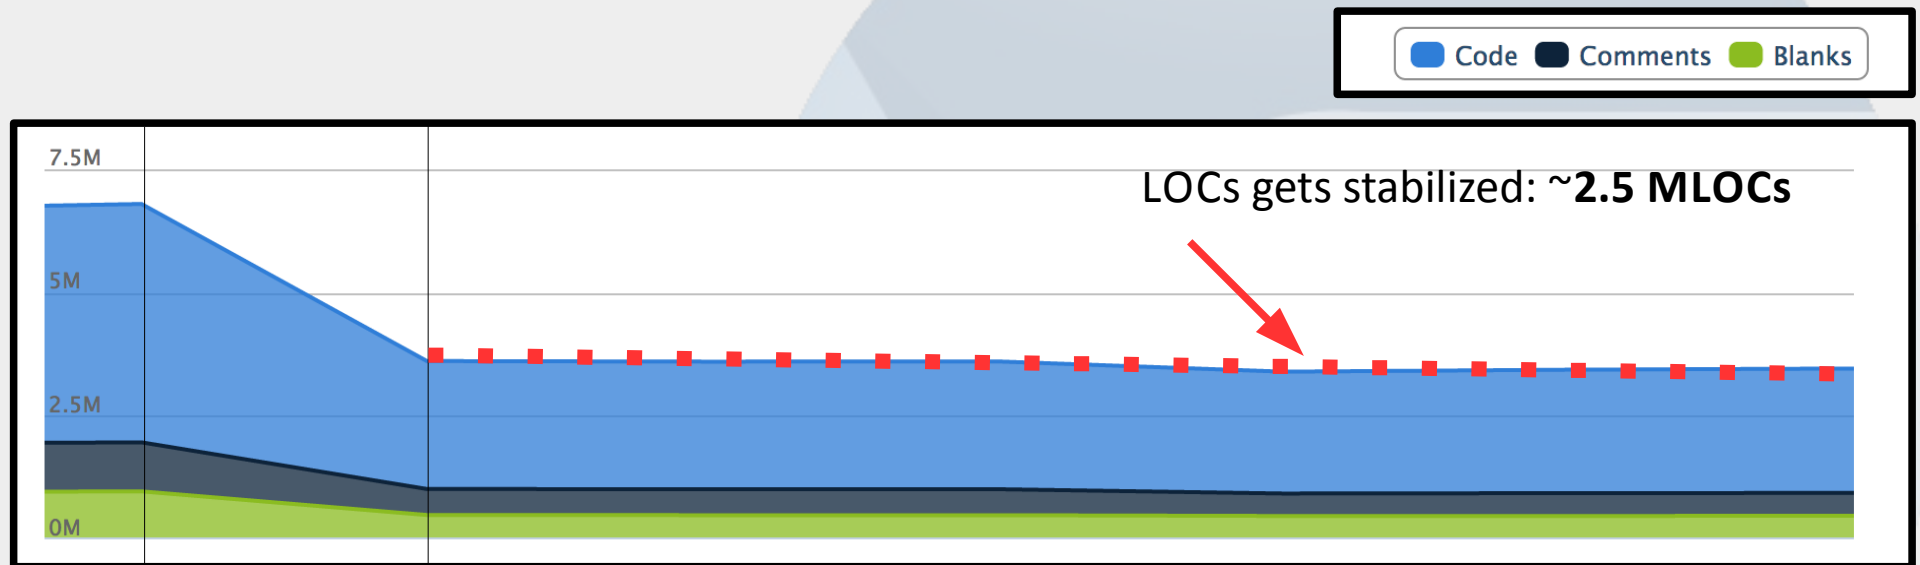 Code Comments Blanks
7.5M
LOCs gets stabilized: ~2.5 MLOCs
5M
2.5M
0M